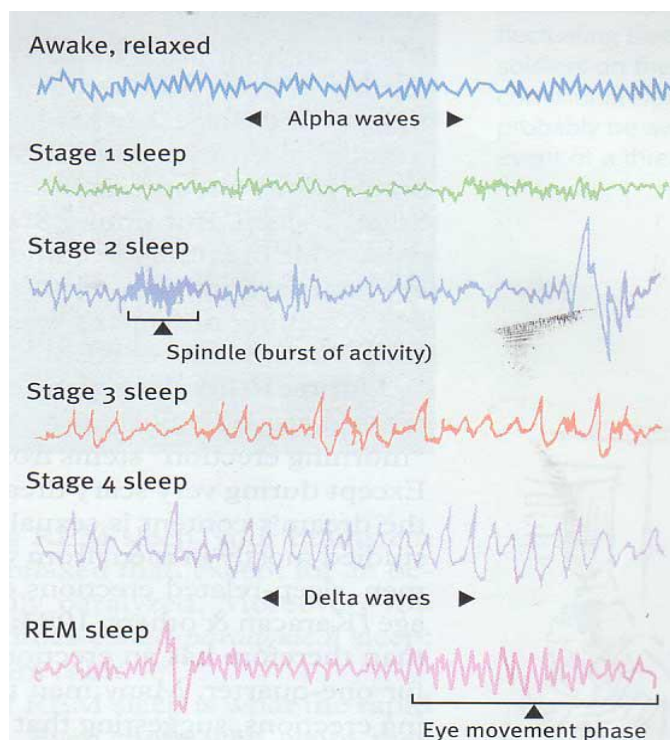 Awake, relaxed
Alpha waves
Stage 1 sleep
Stage 2 sleep
Spindle (burst of activity)
Stage 3 sleep
Stage 4 sleep
Delta waves
REM sleep
Eye movement phase